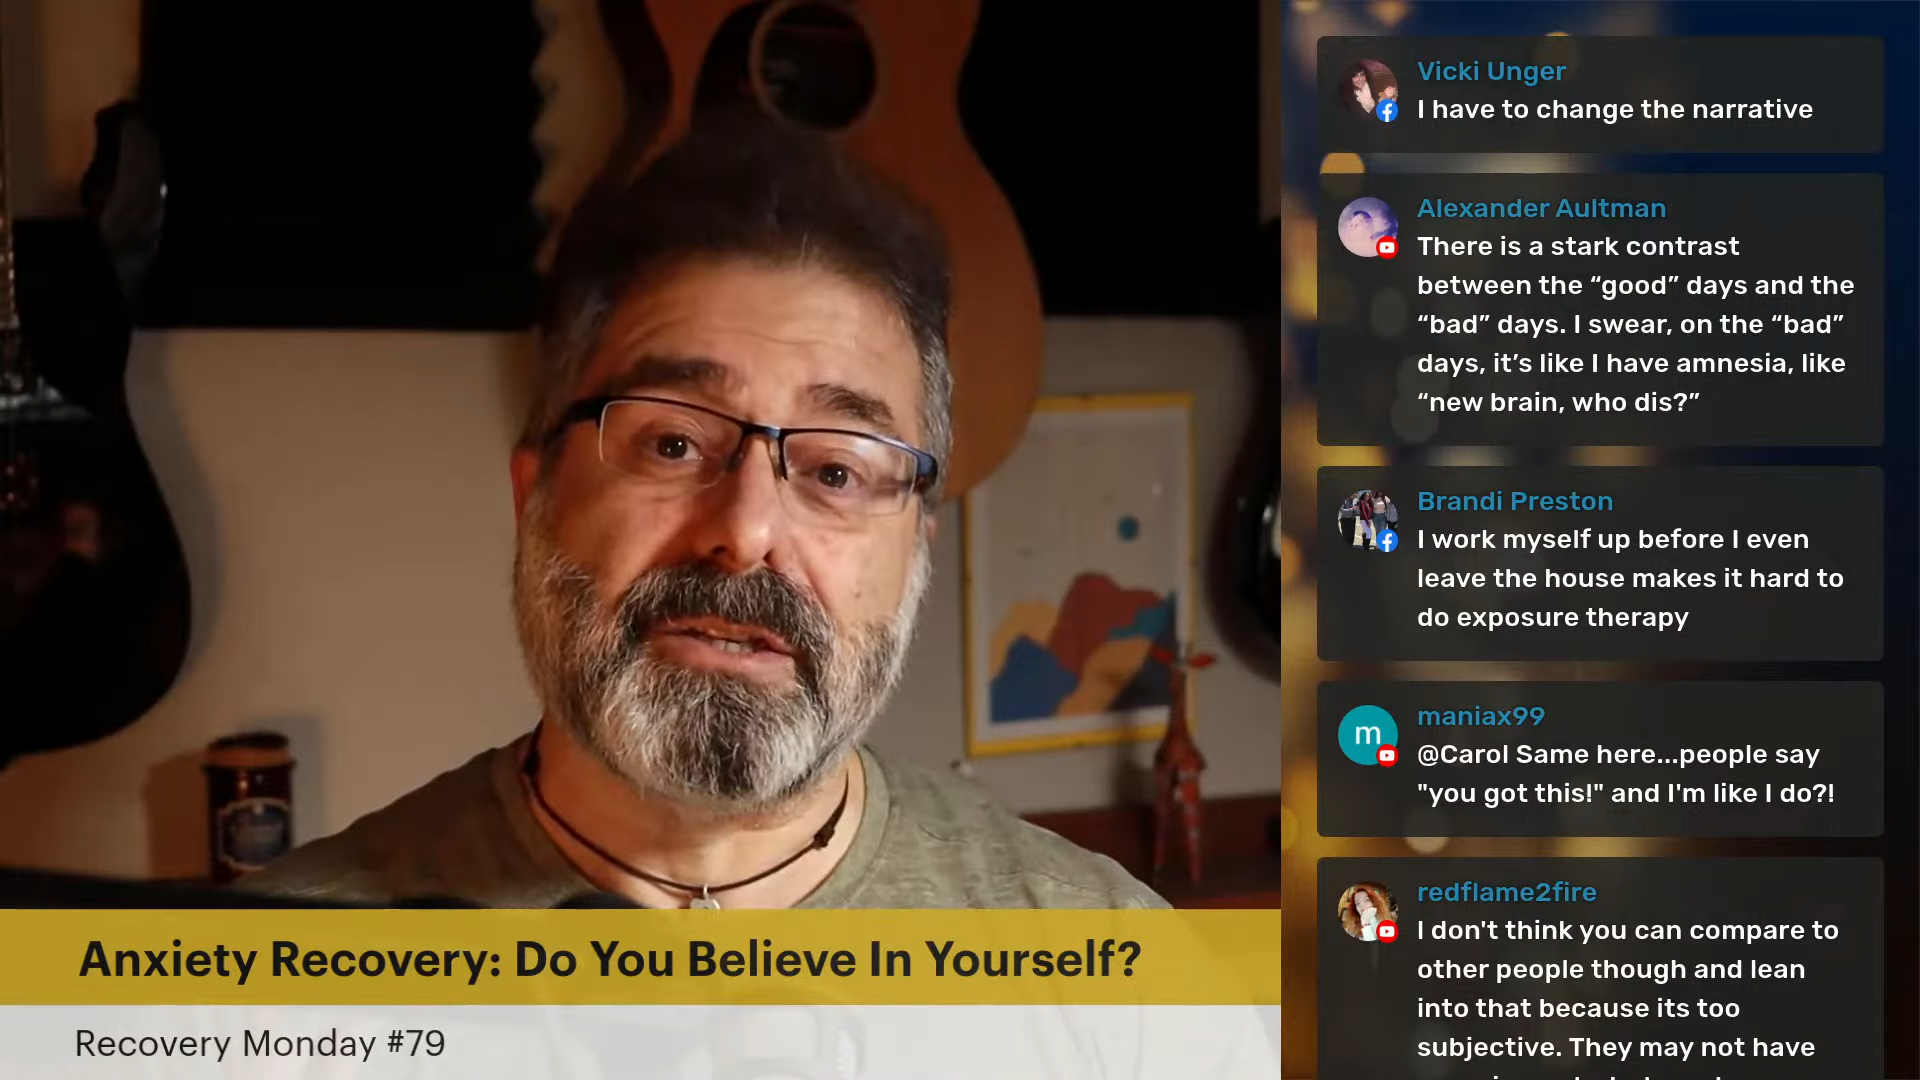 Vicki Unger
I have to change the narrative
Alexander Aultman
There is a stark contrast
between the “good” days and the
“bad” days. I swear, on the “bad”
days, it’s like I have amnesia, like
“new brain, who dis?”
Brandi Preston
I work myself up before I even
leave the house makes it hard to
do exposure therapy
m
maniax99
@Carol Same here...people say
"you got this!" and I'm like I do?!
redflame2fire
I don't think you can compare to
other people though and lean
into that because its too
subjective. They may not have
Anxiety Recovery: Do You Believe In Yourself?
Recovery Monday #79